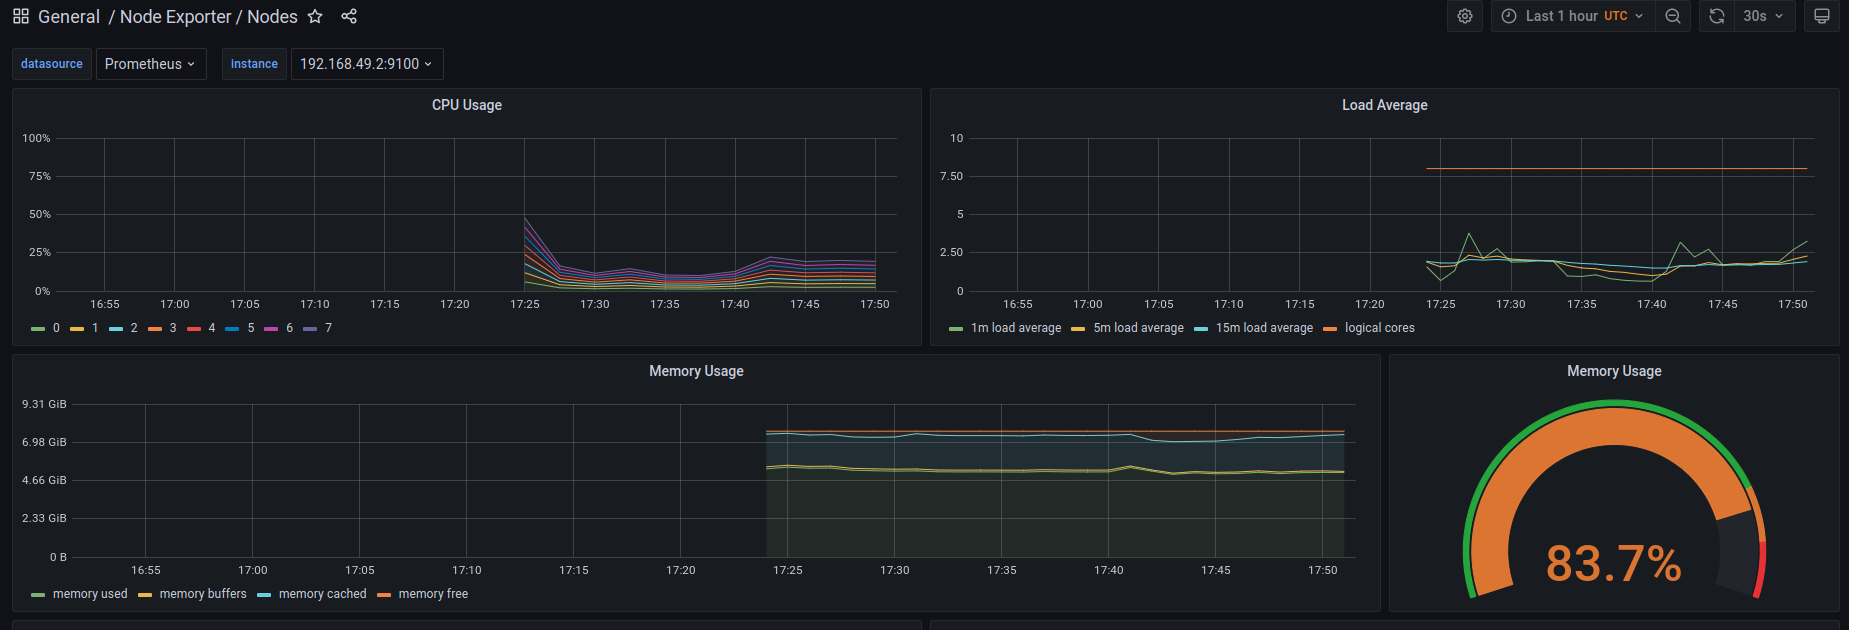 General / Node Exporter / Nodes
Last 1 hour UTC
30s
datasource Prometheus instance 192.168.49.2:9100
CPU Usage
100%
75%
50%
25%
0%
16:55 17:00 17:05 17:10 17:15 17:20 17:25 17:30 17:35 17:40 17:45 17:50
0 1 2 3 4 5 6 7
Load Average
10
7.50
5
2.50
0
16:55 17:00 17:05 17:10 17:15 17:20 17:25 17:30 17:35 17:40 17:45 17:50
1m load average 5m load average 15m load average logical cores
Memory Usage
9.31 GiB
6.98 GiB
4.66 GiB
2.33 GiB
0 B
16:55 17:00 17:05 17:10 17:15 17:20 17:25 17:30 17:35 17:40 17:45 17:50
memory used memory buffers memory cached memory free
Memory Usage
83.7%